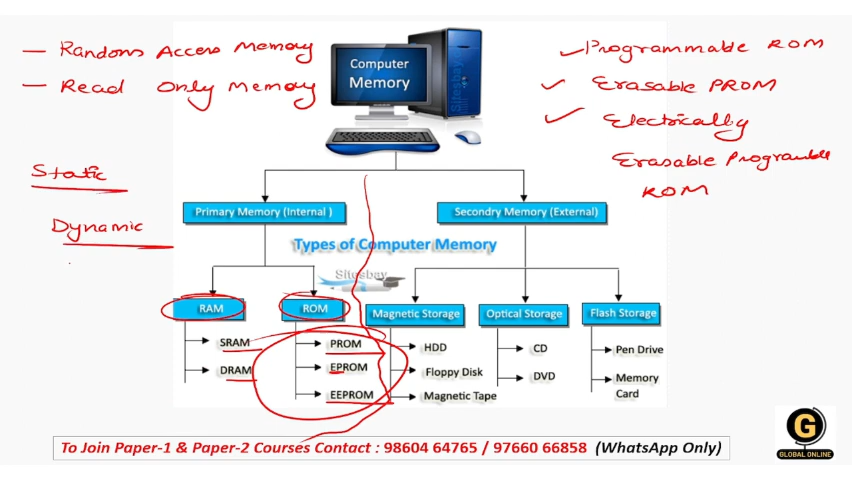 — Random Access Memory
— Read Only Memory
Programmable ROM
Erasable PROM
Electrically
Erasable Programble
ROM
Static
Dynamic
Computer
Memory
Sitesbay
Primary Memory (Internal)
Secondry Memory (External)
Types of Computer Memory
Sitesbay
RAM
ROM
Magnetic Storage
Optical Storage
Flash Storage
SRAM
DRAM
PROM
EPROM
EEPROM
HDD
Floppy Disk
Magnetic Tape
CD
DVD
Pen Drive
Memory
Card
G
GLOBAL ONLINE
To Join Paper-1 & Paper-2 Courses Contact : 98604 64765 / 97660 66858 (WhatsApp Only)